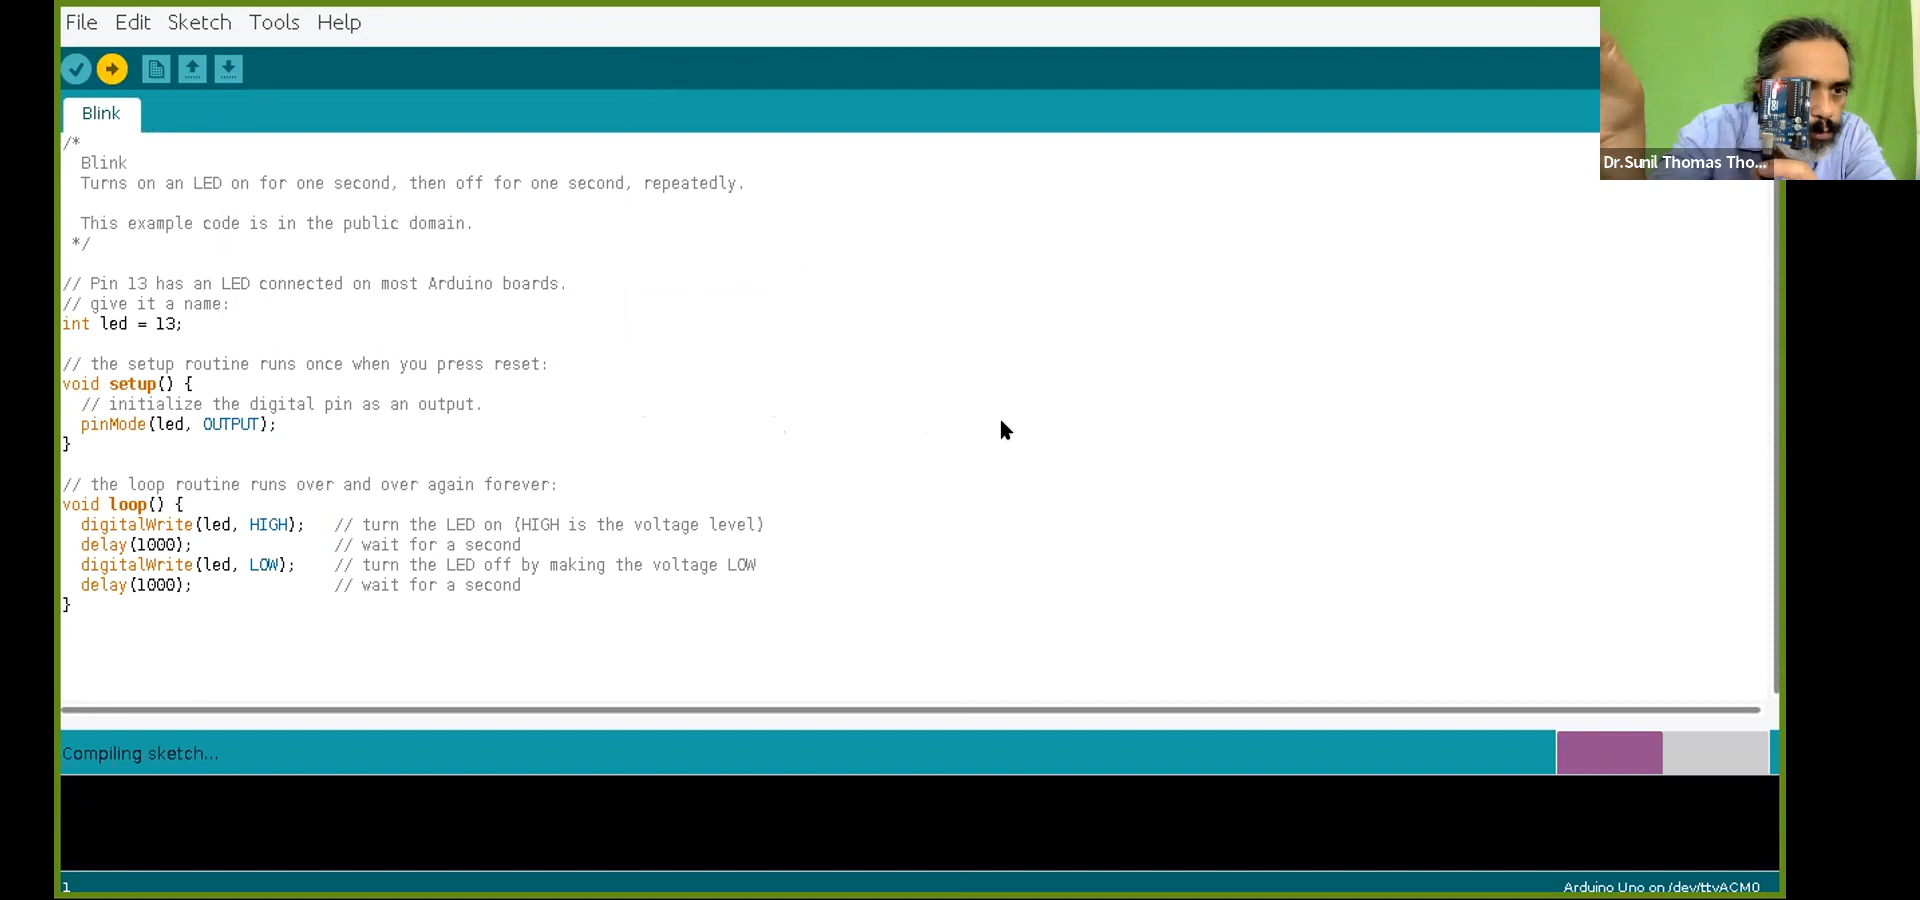 File Edit Sketch Tools Help
Blink
/*
Blink
Turns on an LED on for one second, then off for one second, repeatedly.
This example code is in the public domain.
*/
// Pin 13 has an LED connected on most Arduino boards.
// give it a name:
int led = 13;
// the setup routine runs once when you press reset:
void setup() {
// initialize the digital pin as an output.
pinMode(led, OUTPUT);
}
// the loop routine runs over and over again forever:
void loop() {
digitalWrite(led, HIGH); // turn the LED on (HIGH is the voltage level)
delay(1000); // wait for a second
digitalWrite(led, LOW); // turn the LED off by making the voltage LOW
delay(1000); // wait for a second
}
Compiling sketch...
1
Arduino Uno on /dev/ttyACM0
Dr.Sunil Thomas Tho...